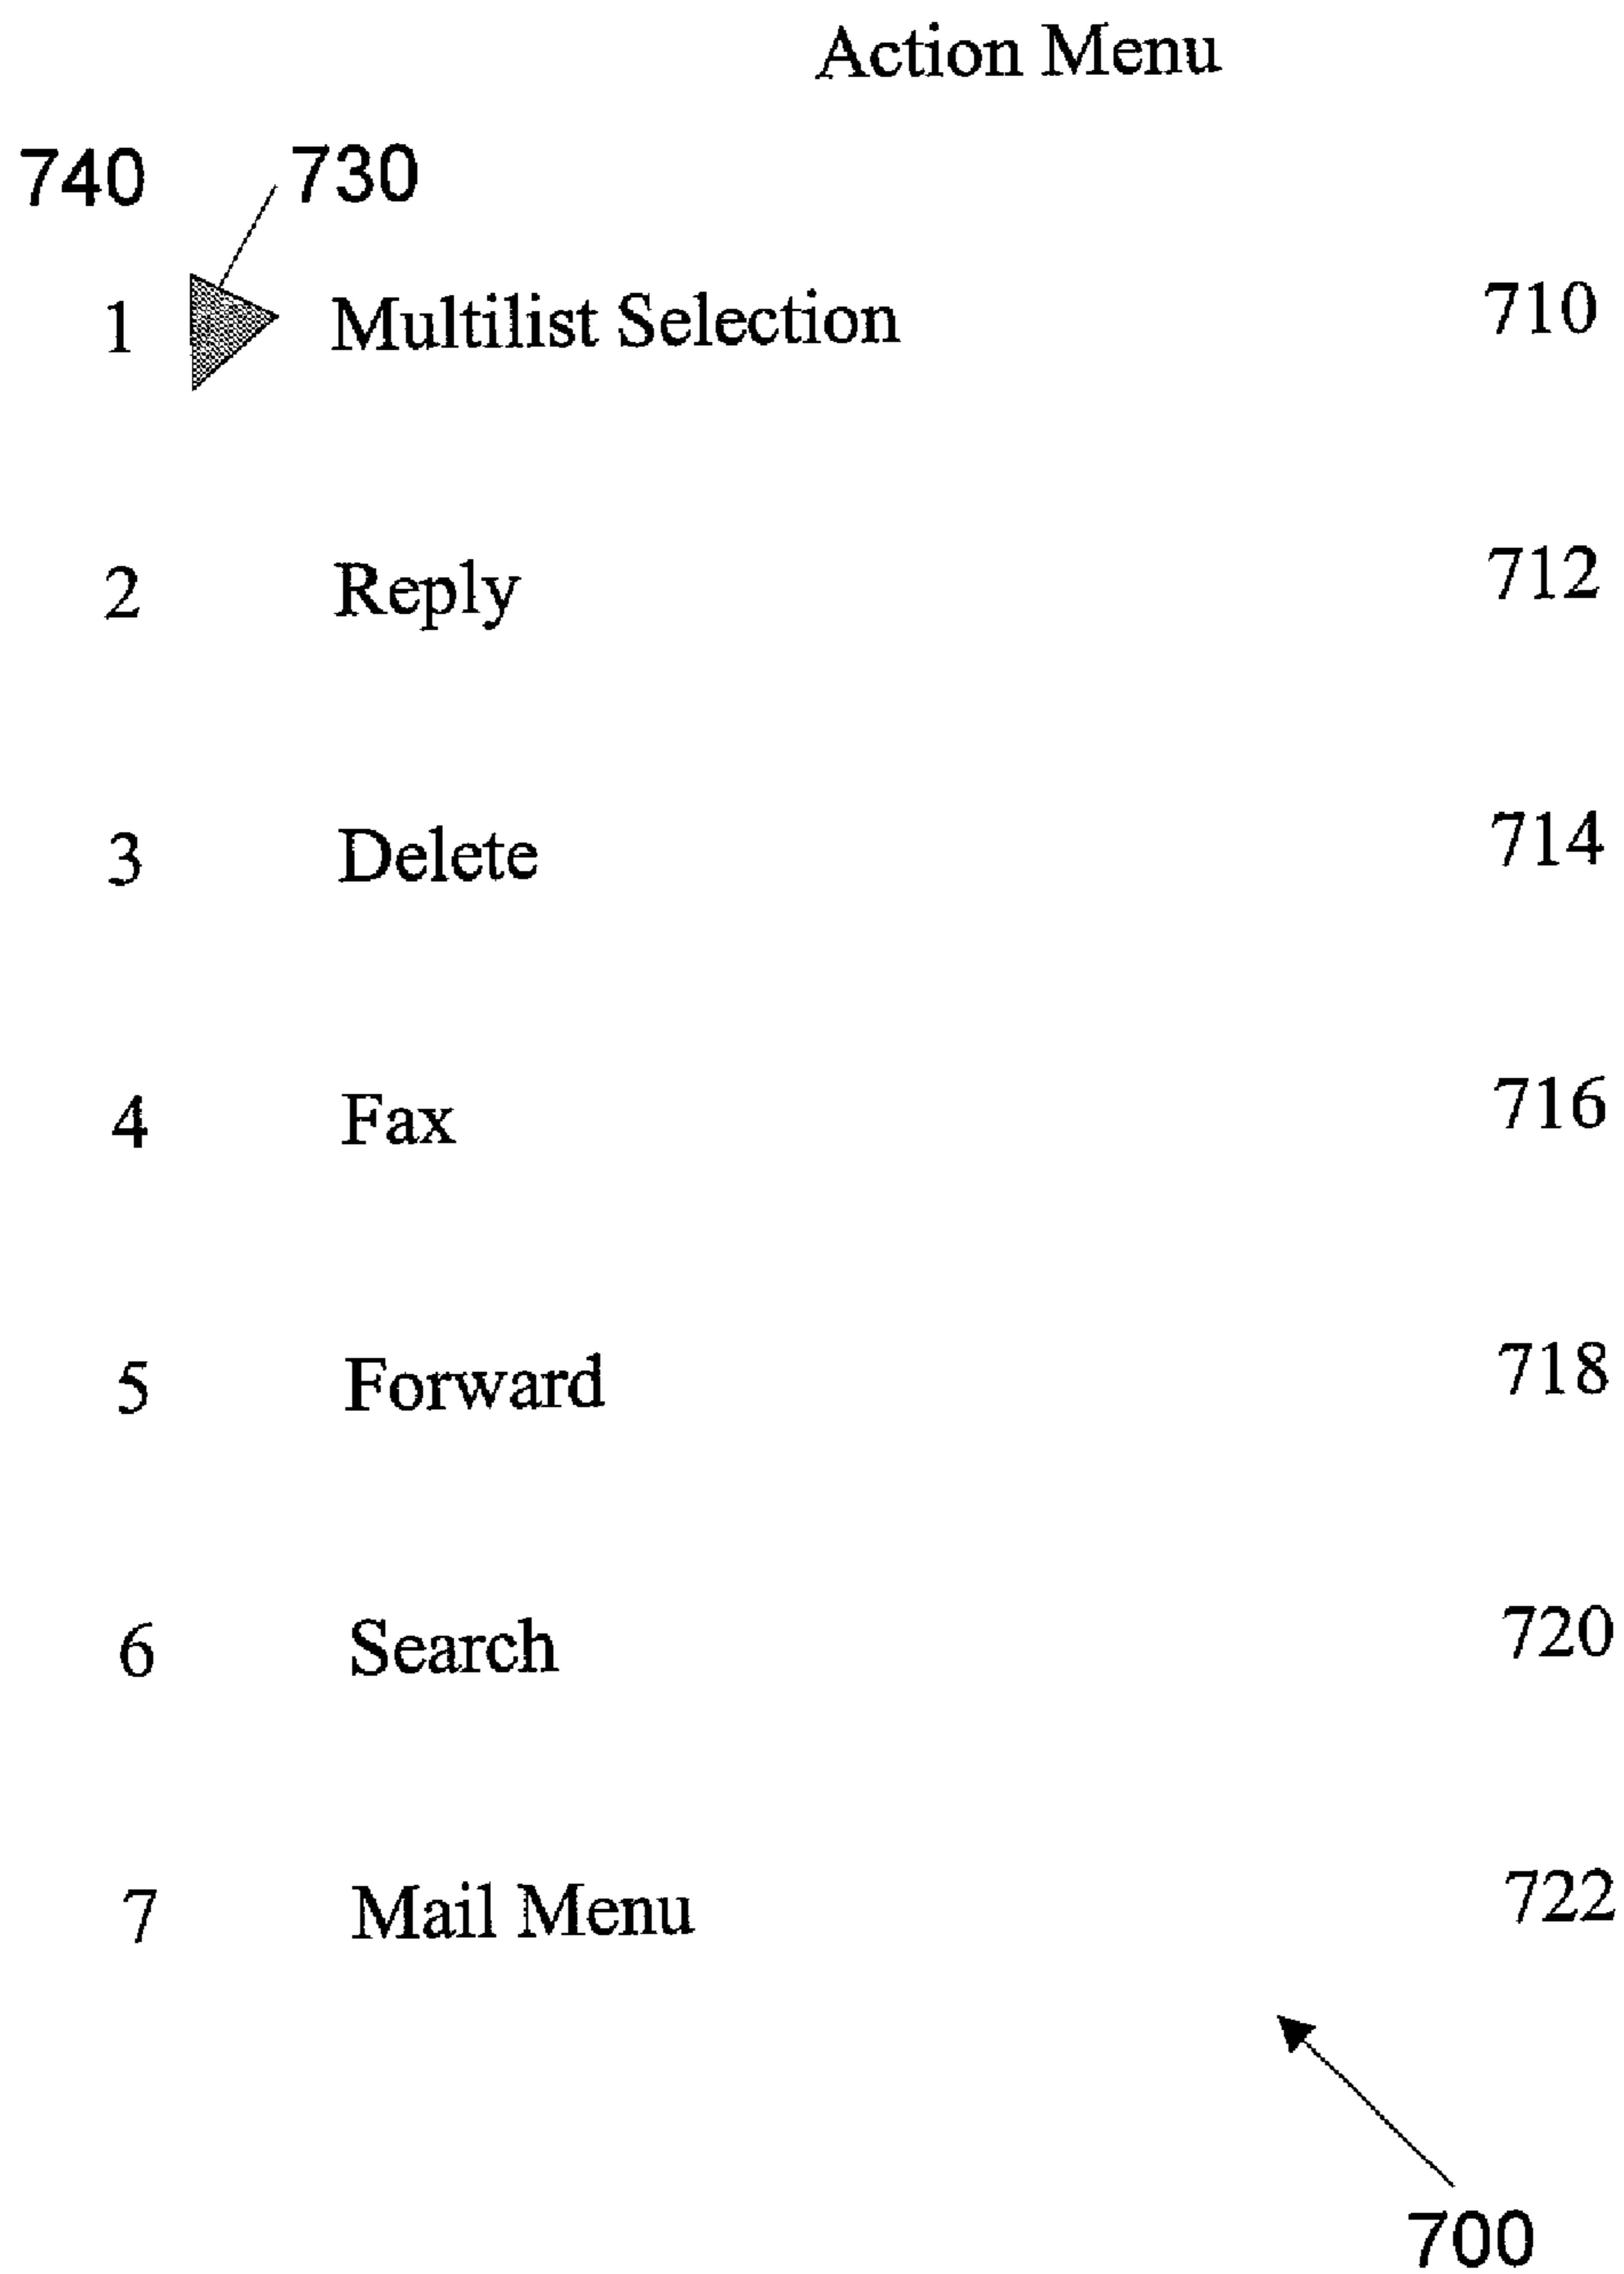 Action Menu
740 730
1 Multilist Selection 710
2 Reply 712
3 Delete 714
4 Fax 716
5 Forward 718
6 Search 720
7 Mail Menu 722
700